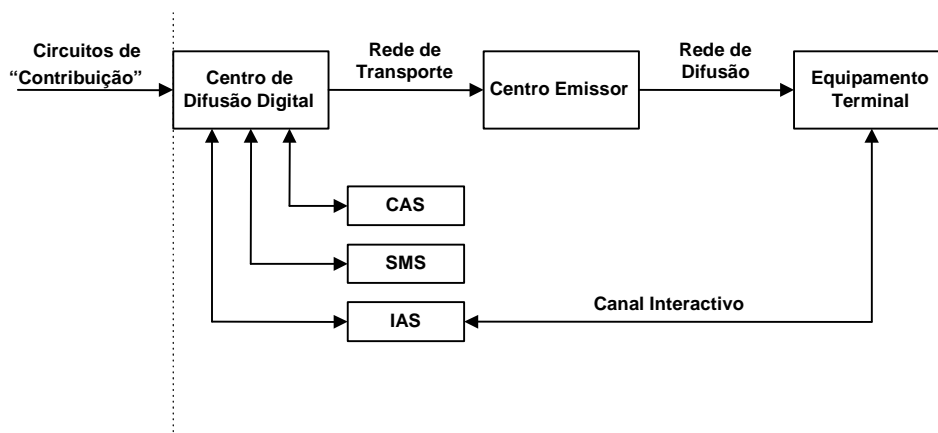 Circuitos de
“Contribuição”
Centro de
Difusão Digital
Rede de
Transporte
Centro Emissor
Rede de
Difusão
Equipamento
Terminal
CAS
SMS
IAS
Canal Interactivo